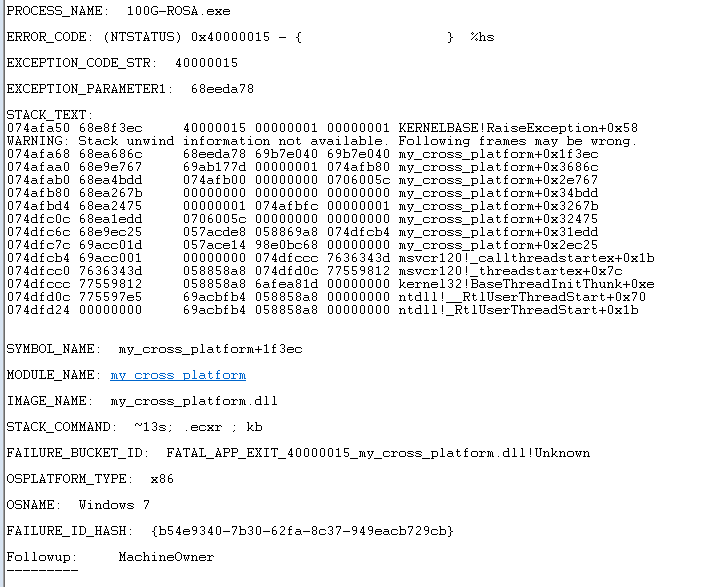 PROCESS_NAME:  100G-ROSA.exe
ERROR_CODE: (NTSTATUS) 0x40000015 - {                  }  %hs
EXCEPTION_CODE_STR:  40000015
EXCEPTION_PARAMETER1:  68eeda78
STACK_TEXT:
074afa50 68e8f3ec     40000015 00000001 00000001 KERNELBASE!RaiseException+0x58
WARNING: Stack unwind information not available. Following frames may be wrong.
074afa68 68ea686c     68eeda78 69b7e040 69b7e040 my_cross_platform+0x1f3ec
074afaa0 68e9e767     69ab177d 00000001 074afb80 my_cross_platform+0x3686c
074afab0 68ea4bdd     074afb00 00000000 0706005c my_cross_platform+0x2e767
074afb80 68ea267b     00000000 00000000 00000000 my_cross_platform+0x34bdd
074afbd4 68ea2475     00000001 074afbfc 00000001 my_cross_platform+0x3267b
074dfc0c 68ea1edd     0706005c 00000000 00000000 my_cross_platform+0x32475
074dfc6c 68e9ec25     057acde8 058869a8 074dfcb4 my_cross_platform+0x31edd
074dfc7c 69acc01d     057ace14 98e0bc68 00000000 my_cross_platform+0x2ec25
074dfcb4 69acc001     00000000 074dfccc 7636343d msvcr120!_callthreadstartex+0x1b
074dfcc0 7636343d     058858a8 074dfd0c 77559812 msvcr120!_threadstartex+0x7c
074dfccc 77559812     058858a8 6afea81d 00000000 kernel32!BaseThreadInitThunk+0xe
074dfd0c 775597e5     69acbfb4 058858a8 00000000 ntdll!__RtlUserThreadStart+0x70
074dfd24 00000000     69acbfb4 058858a8 00000000 ntdll!_RtlUserThreadStart+0x1b
SYMBOL_NAME:  my_cross_platform+1f3ec
MODULE_NAME: my_cross_platform
IMAGE_NAME:  my_cross_platform.dll
STACK_COMMAND:  ~13s; .ecxr ; kb
FAILURE_BUCKET_ID:  FATAL_APP_EXIT_40000015_my_cross_platform.dll!Unknown
OSPLATFORM_TYPE:  x86
OSNAME:  Windows 7
FAILURE_ID_HASH:  {b54e9340-7b30-62fa-8c37-949eacb729cb}
Followup:     MachineOwner
---------